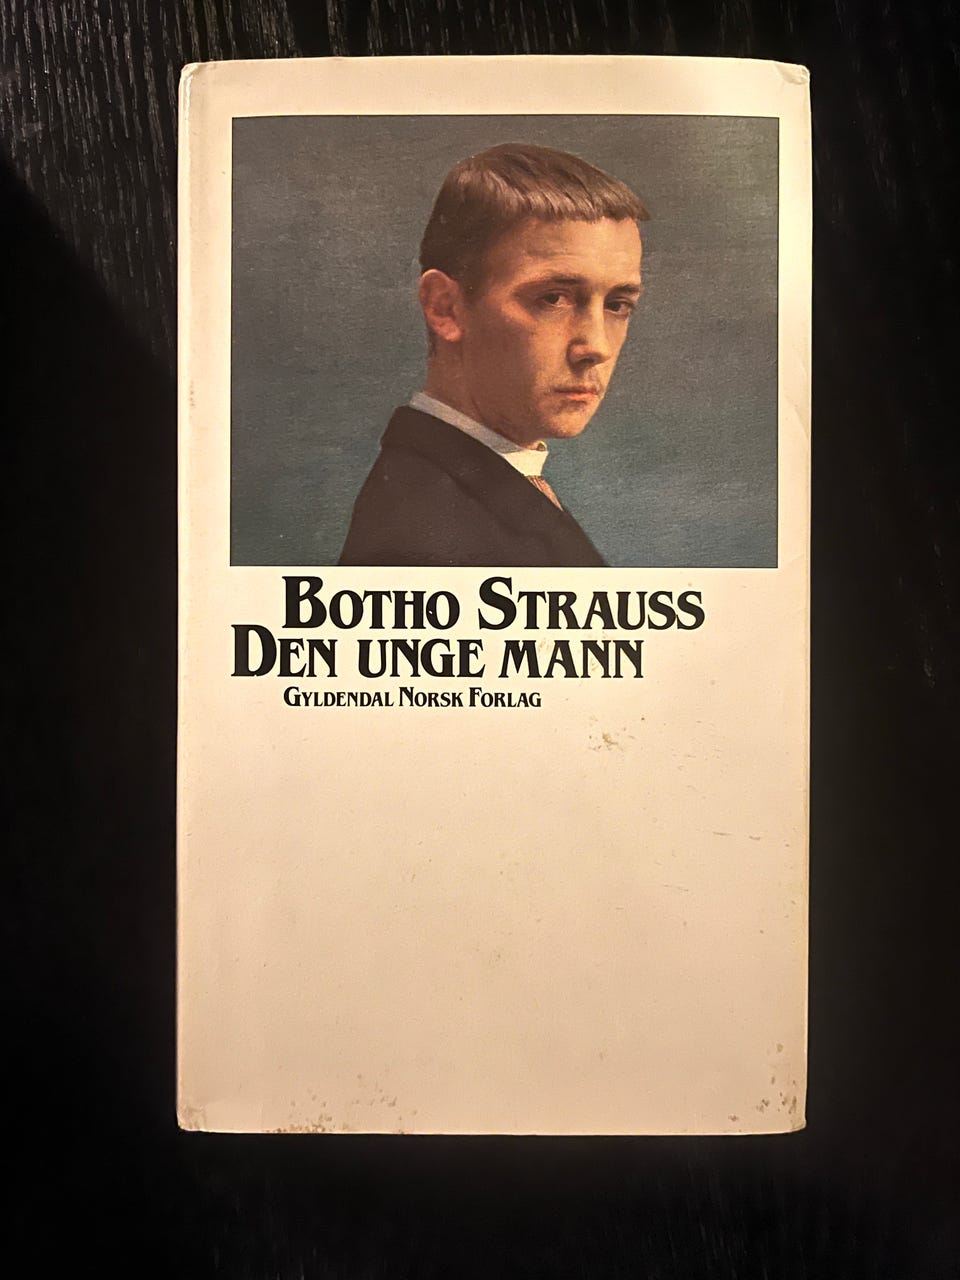 Botho Strauss
Den unge mann
Gyldendal Norsk Forlag